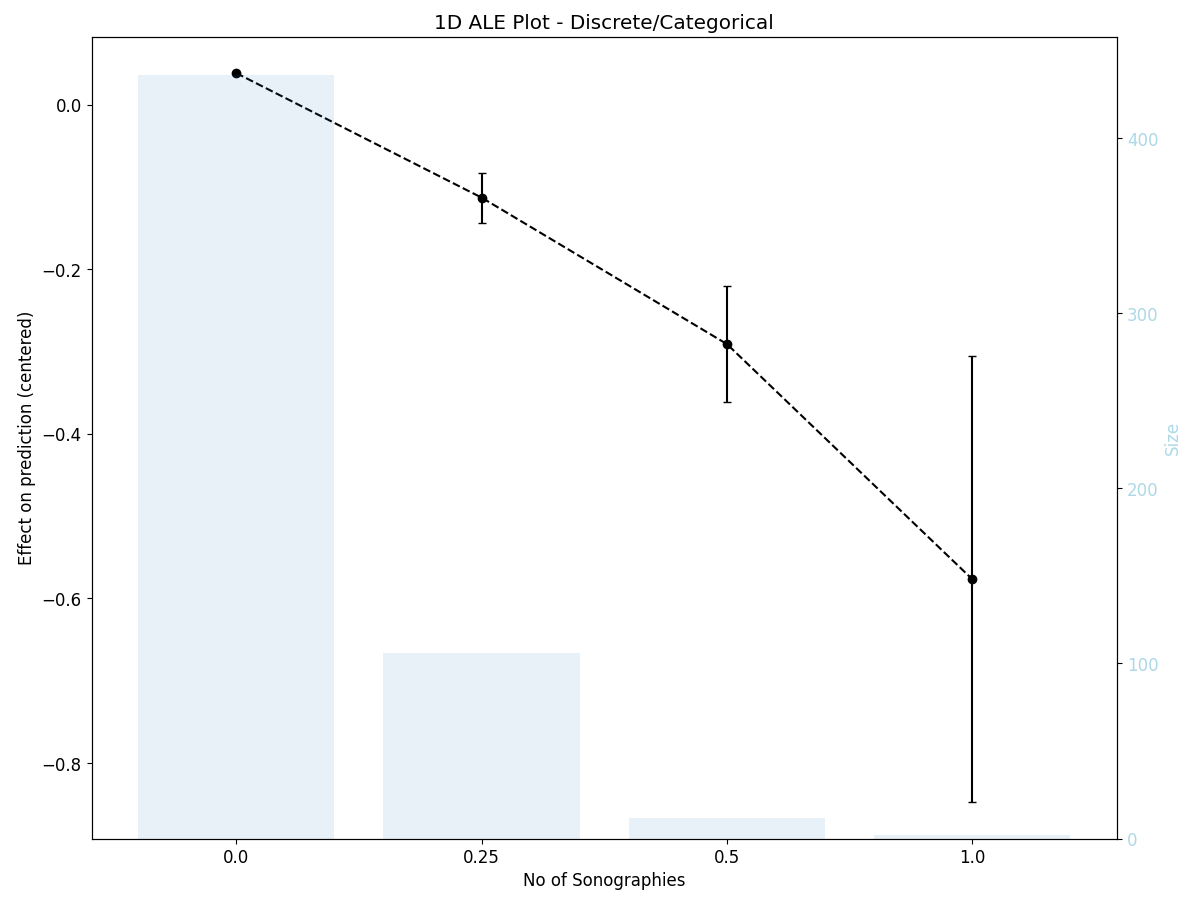 1D ALE Plot - Discrete/Categorical
Effect on prediction (centered)
0.0
−0.2
−0.4
−0.6
−0.8
400
300
200
100
0
Size
0.0 0.25 0.5 1.0
No of Sonographies